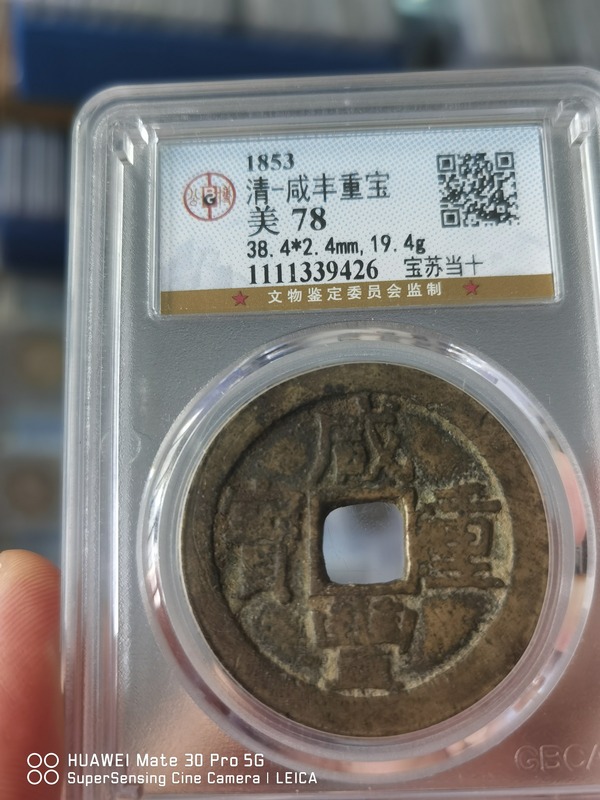 1853
清-咸丰重宝
美 78
38.4*2.4mm,19.4g
1111339426 宝苏当十
★ 文物鉴定委员会监制 ★
咸
寶 重
豐
GBCA
HUAWEI Mate 30 Pro 5G
SuperSensing Cine Camera | LEICA